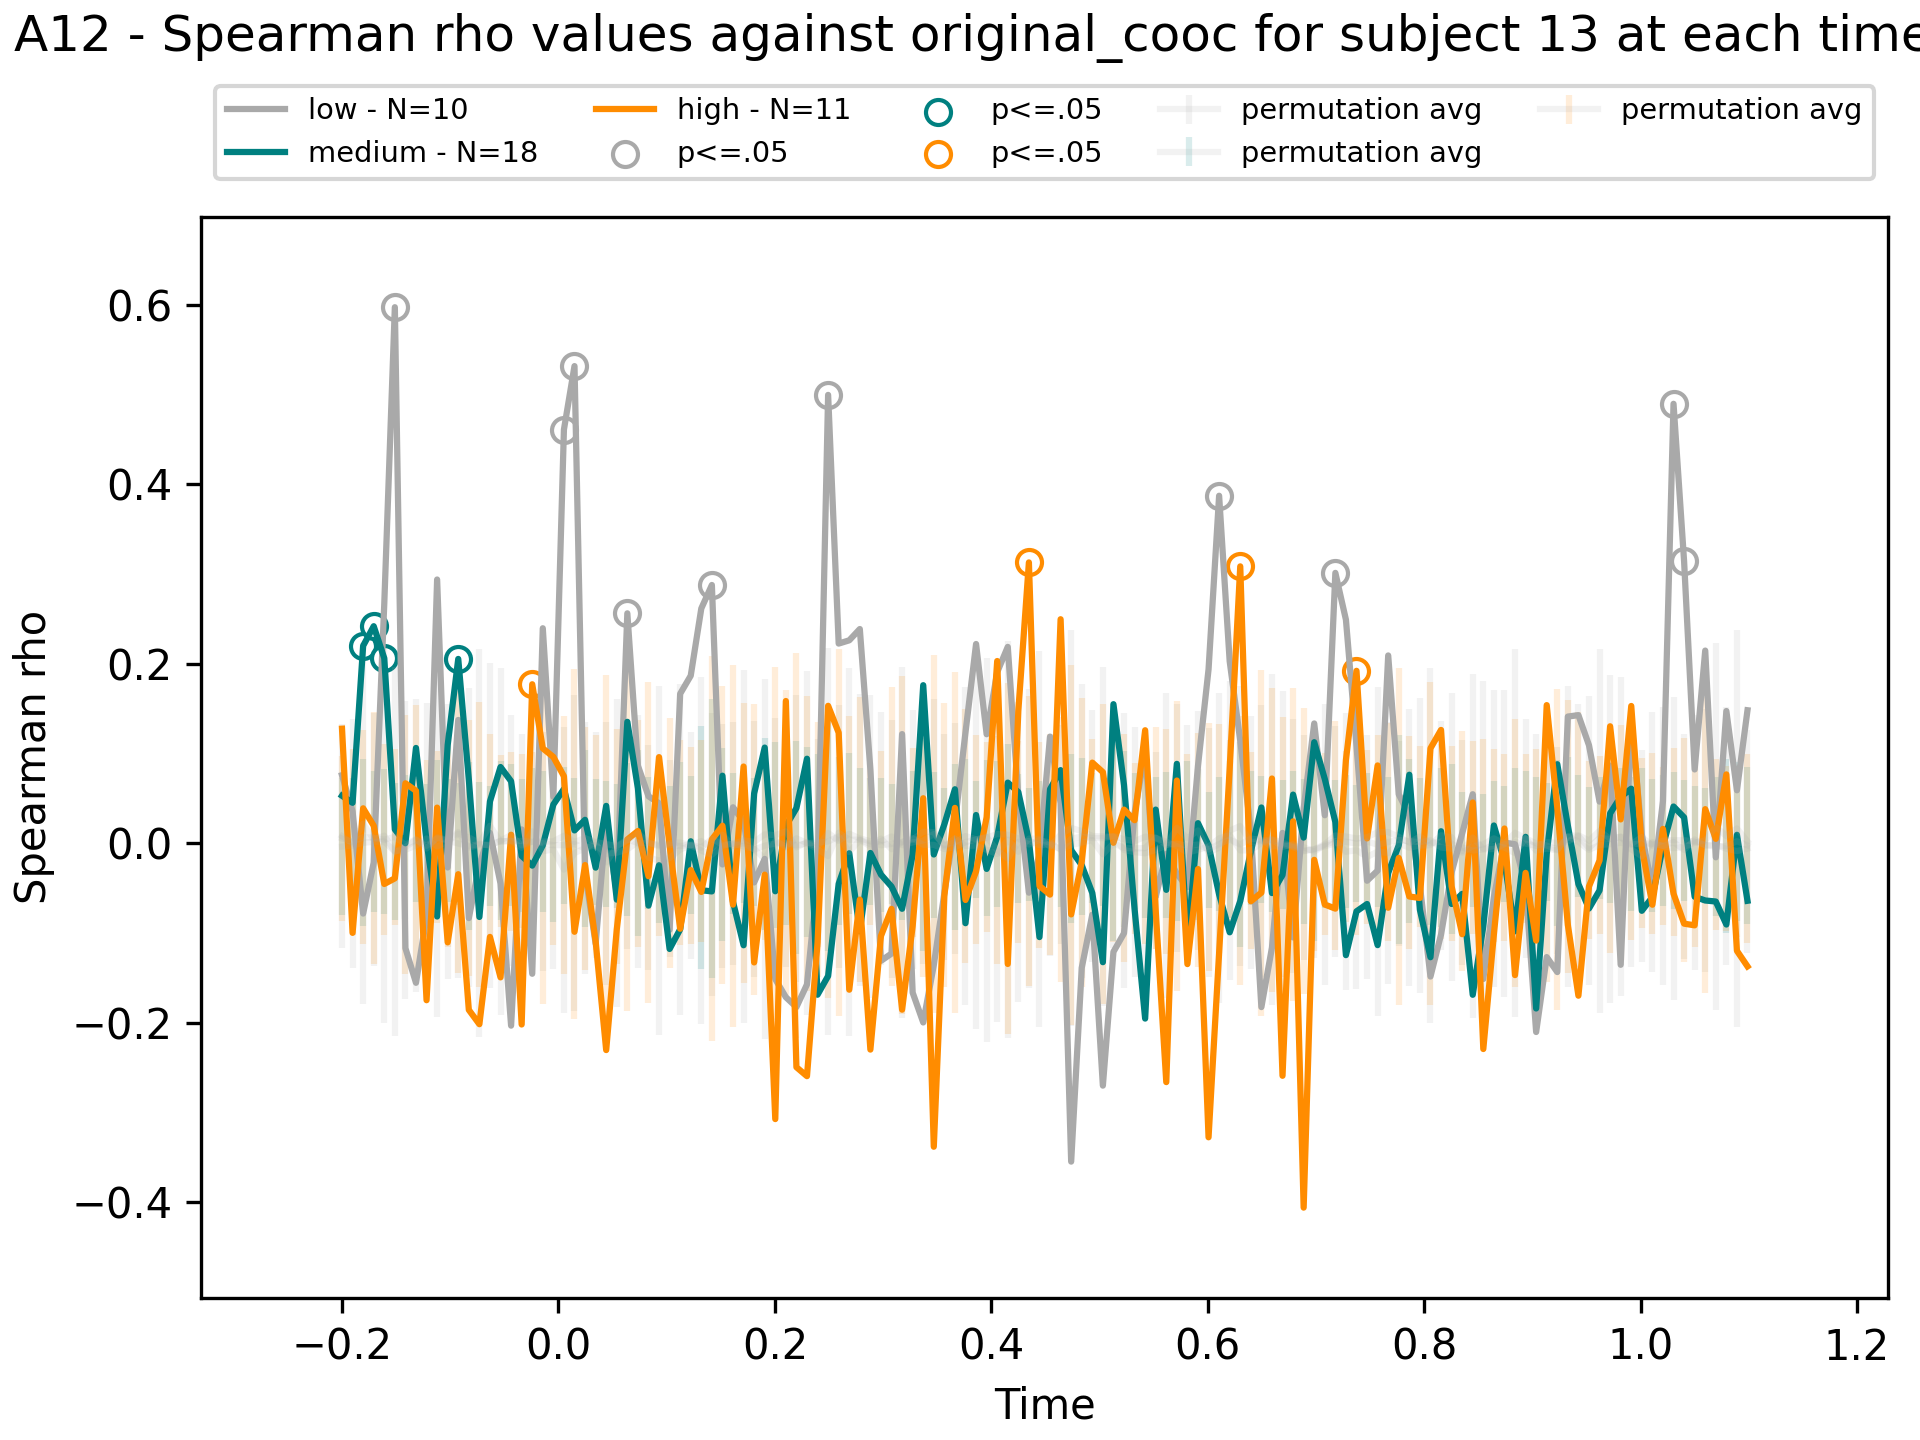 A12 - Spearman rho values against original_cooc for subject 13 at each time
low - N=10 high - N=11 p<=.05 permutation avg permutation avg
medium - N=18 p<=.05 p<=.05 permutation avg
0.6
0.4
0.2
0.0
−0.2
−0.4
Spearman rho
−0.2 0.0 0.2 0.4 0.6 0.8 1.0 1.2
Time